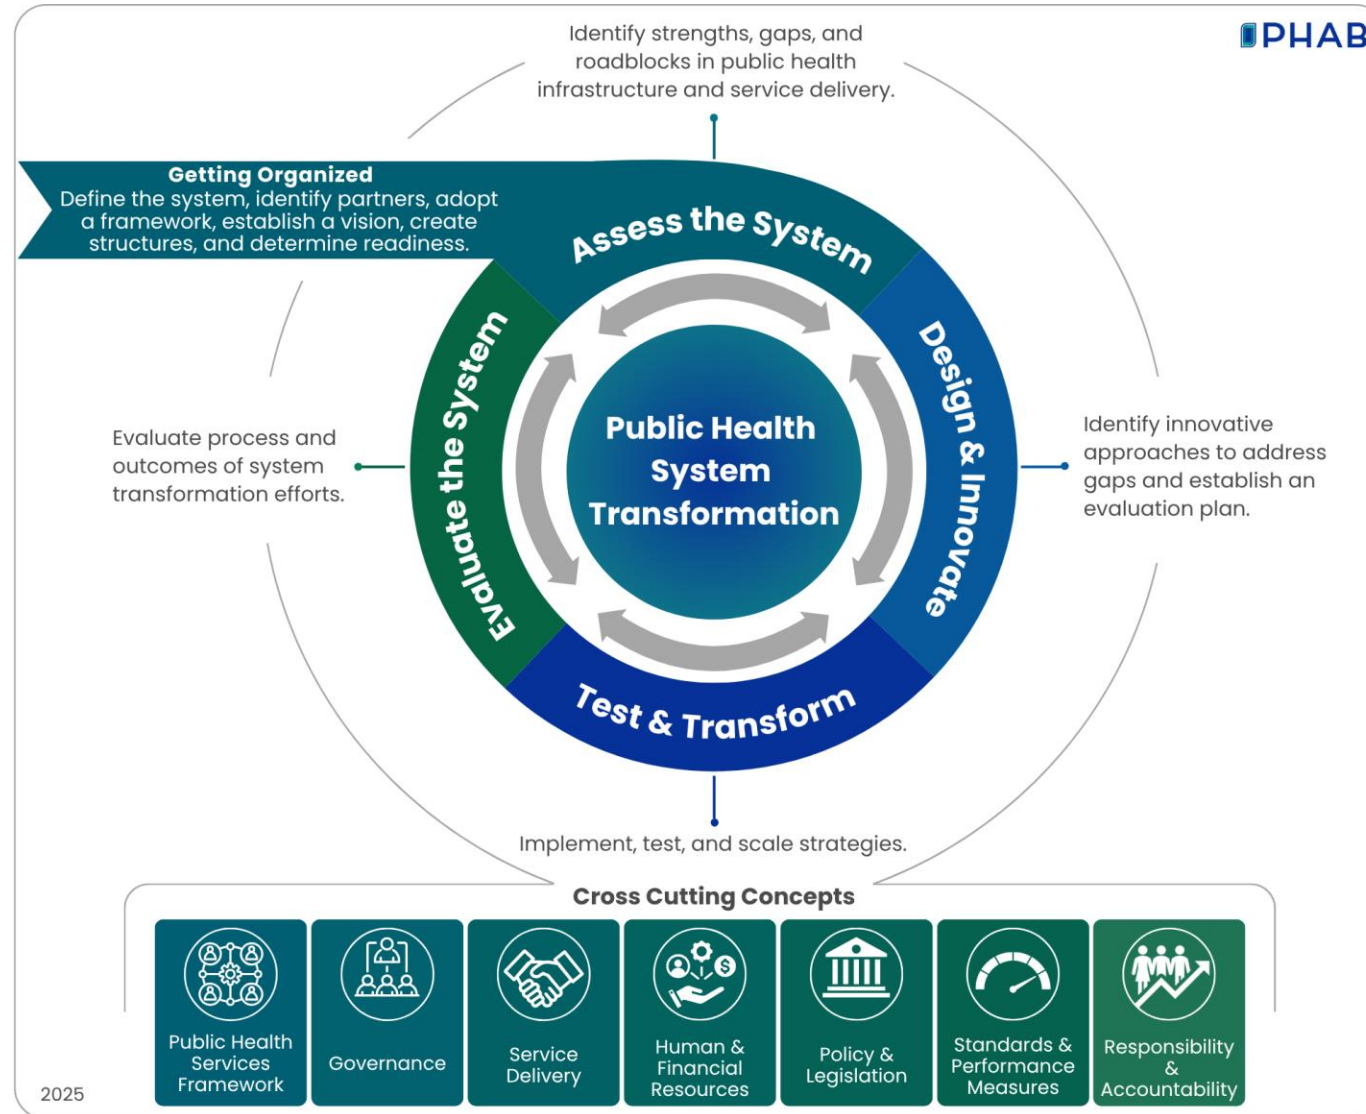 Identify strengths, gaps, and
roadblocks in public health
infrastructure and service delivery.
PHAB
Getting Organized
Define the system, identify partners, adopt
a framework, establish a vision, create
structures, and determine readiness.
Assess the System
Design & Innovate
Identify innovative
approaches to address
gaps and establish an
evaluation plan.
Public Health
System
Transformation
Evaluate the System
Evaluate process and
outcomes of system
transformation efforts.
Test & Transform
Implement, test, and scale strategies.
Cross Cutting Concepts
Public Health
Services
Framework
Governance
Service
Delivery
Human &
Financial
Resources
Policy &
Legislation
Standards &
Performance
Measures
Responsibility
&
Accountability
2025